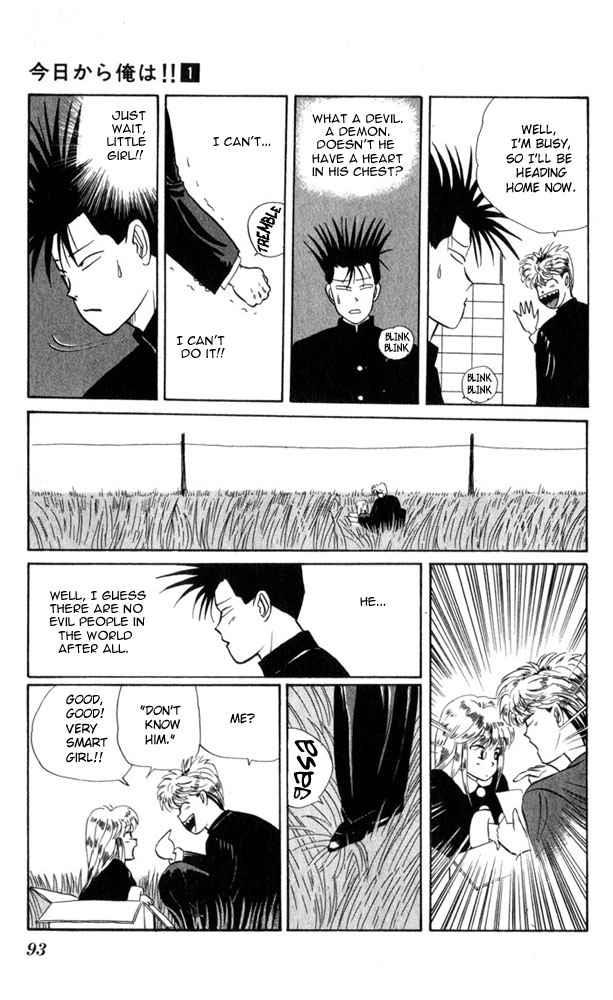 今日から俺は!! 1
WELL,
I'M BUSY,
SO I'LL BE
HEADING
HOME NOW.
BLINK
BLINK
WHAT A DEVIL.
A DEMON.
DOESN'T HE
HAVE A HEART
IN HIS CHEST?
BLINK
BLINK
I CAN'T...
TREMBLE
I CAN'T
DO IT!!
JUST
WAIT,
LITTLE
GIRL!!
HE...
WELL, I GUESS
THERE ARE NO
EVIL PEOPLE IN
THE WORLD
AFTER ALL.
gasa
ME?
"DON'T
KNOW
HIM."
GOOD,
GOOD!
VERY
SMART
GIRL!!
93